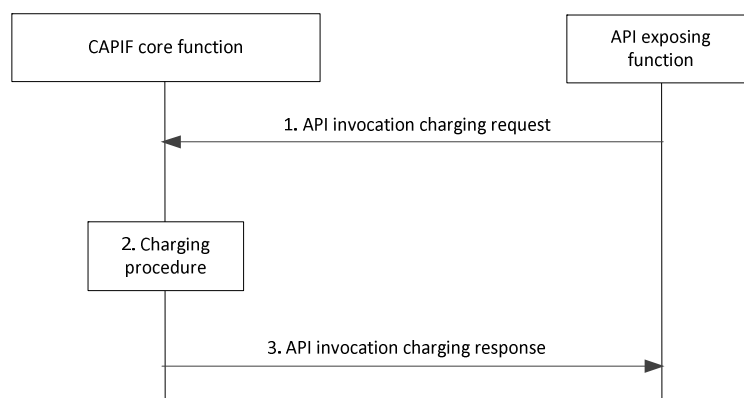 CAPIF core function
API exposing
function
1. API invocation charging request
2. Charging
procedure
3. API invocation charging response